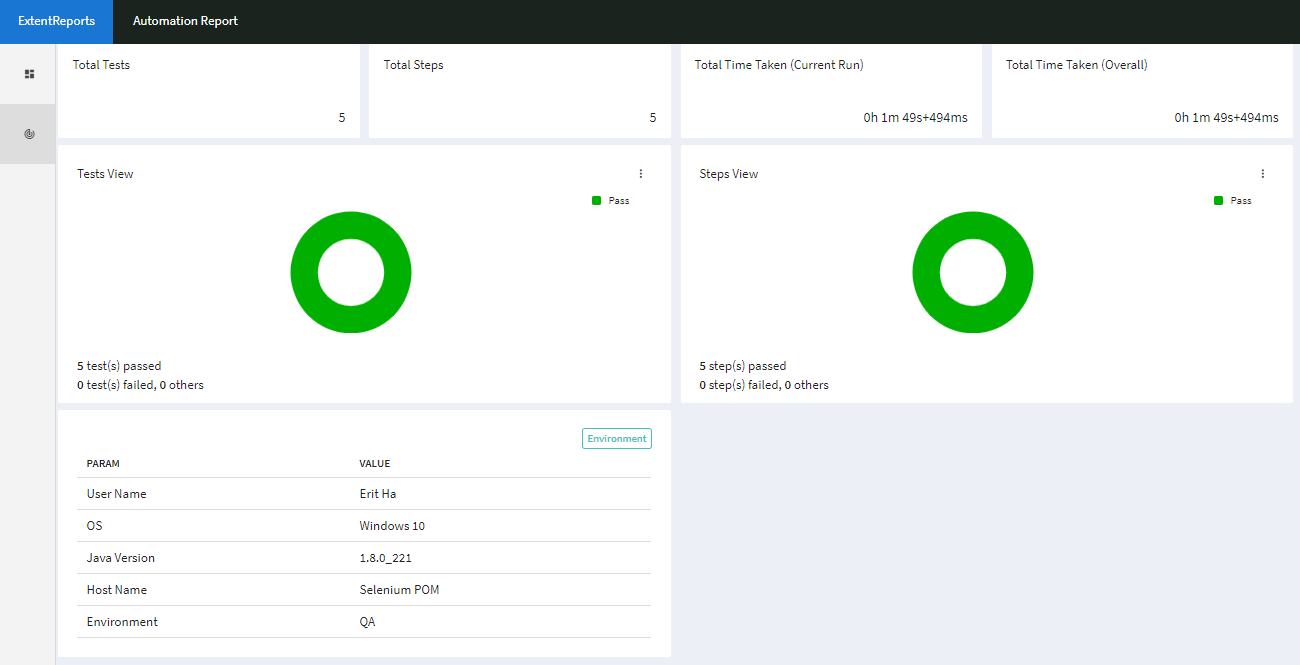 ExtentReports Automation Report
Total Tests
5
Total Steps
5
Total Time Taken (Current Run)
0h 1m 49s+494ms
Total Time Taken (Overall)
0h 1m 49s+494ms
Tests View
Pass
5 test(s) passed
0 test(s) failed, 0 others
Steps View
Pass
5 step(s) passed
0 step(s) failed, 0 others
Environment
PARAM VALUE
User Name Erit Ha
OS Windows 10
Java Version 1.8.0_221
Host Name Selenium POM
Environment QA